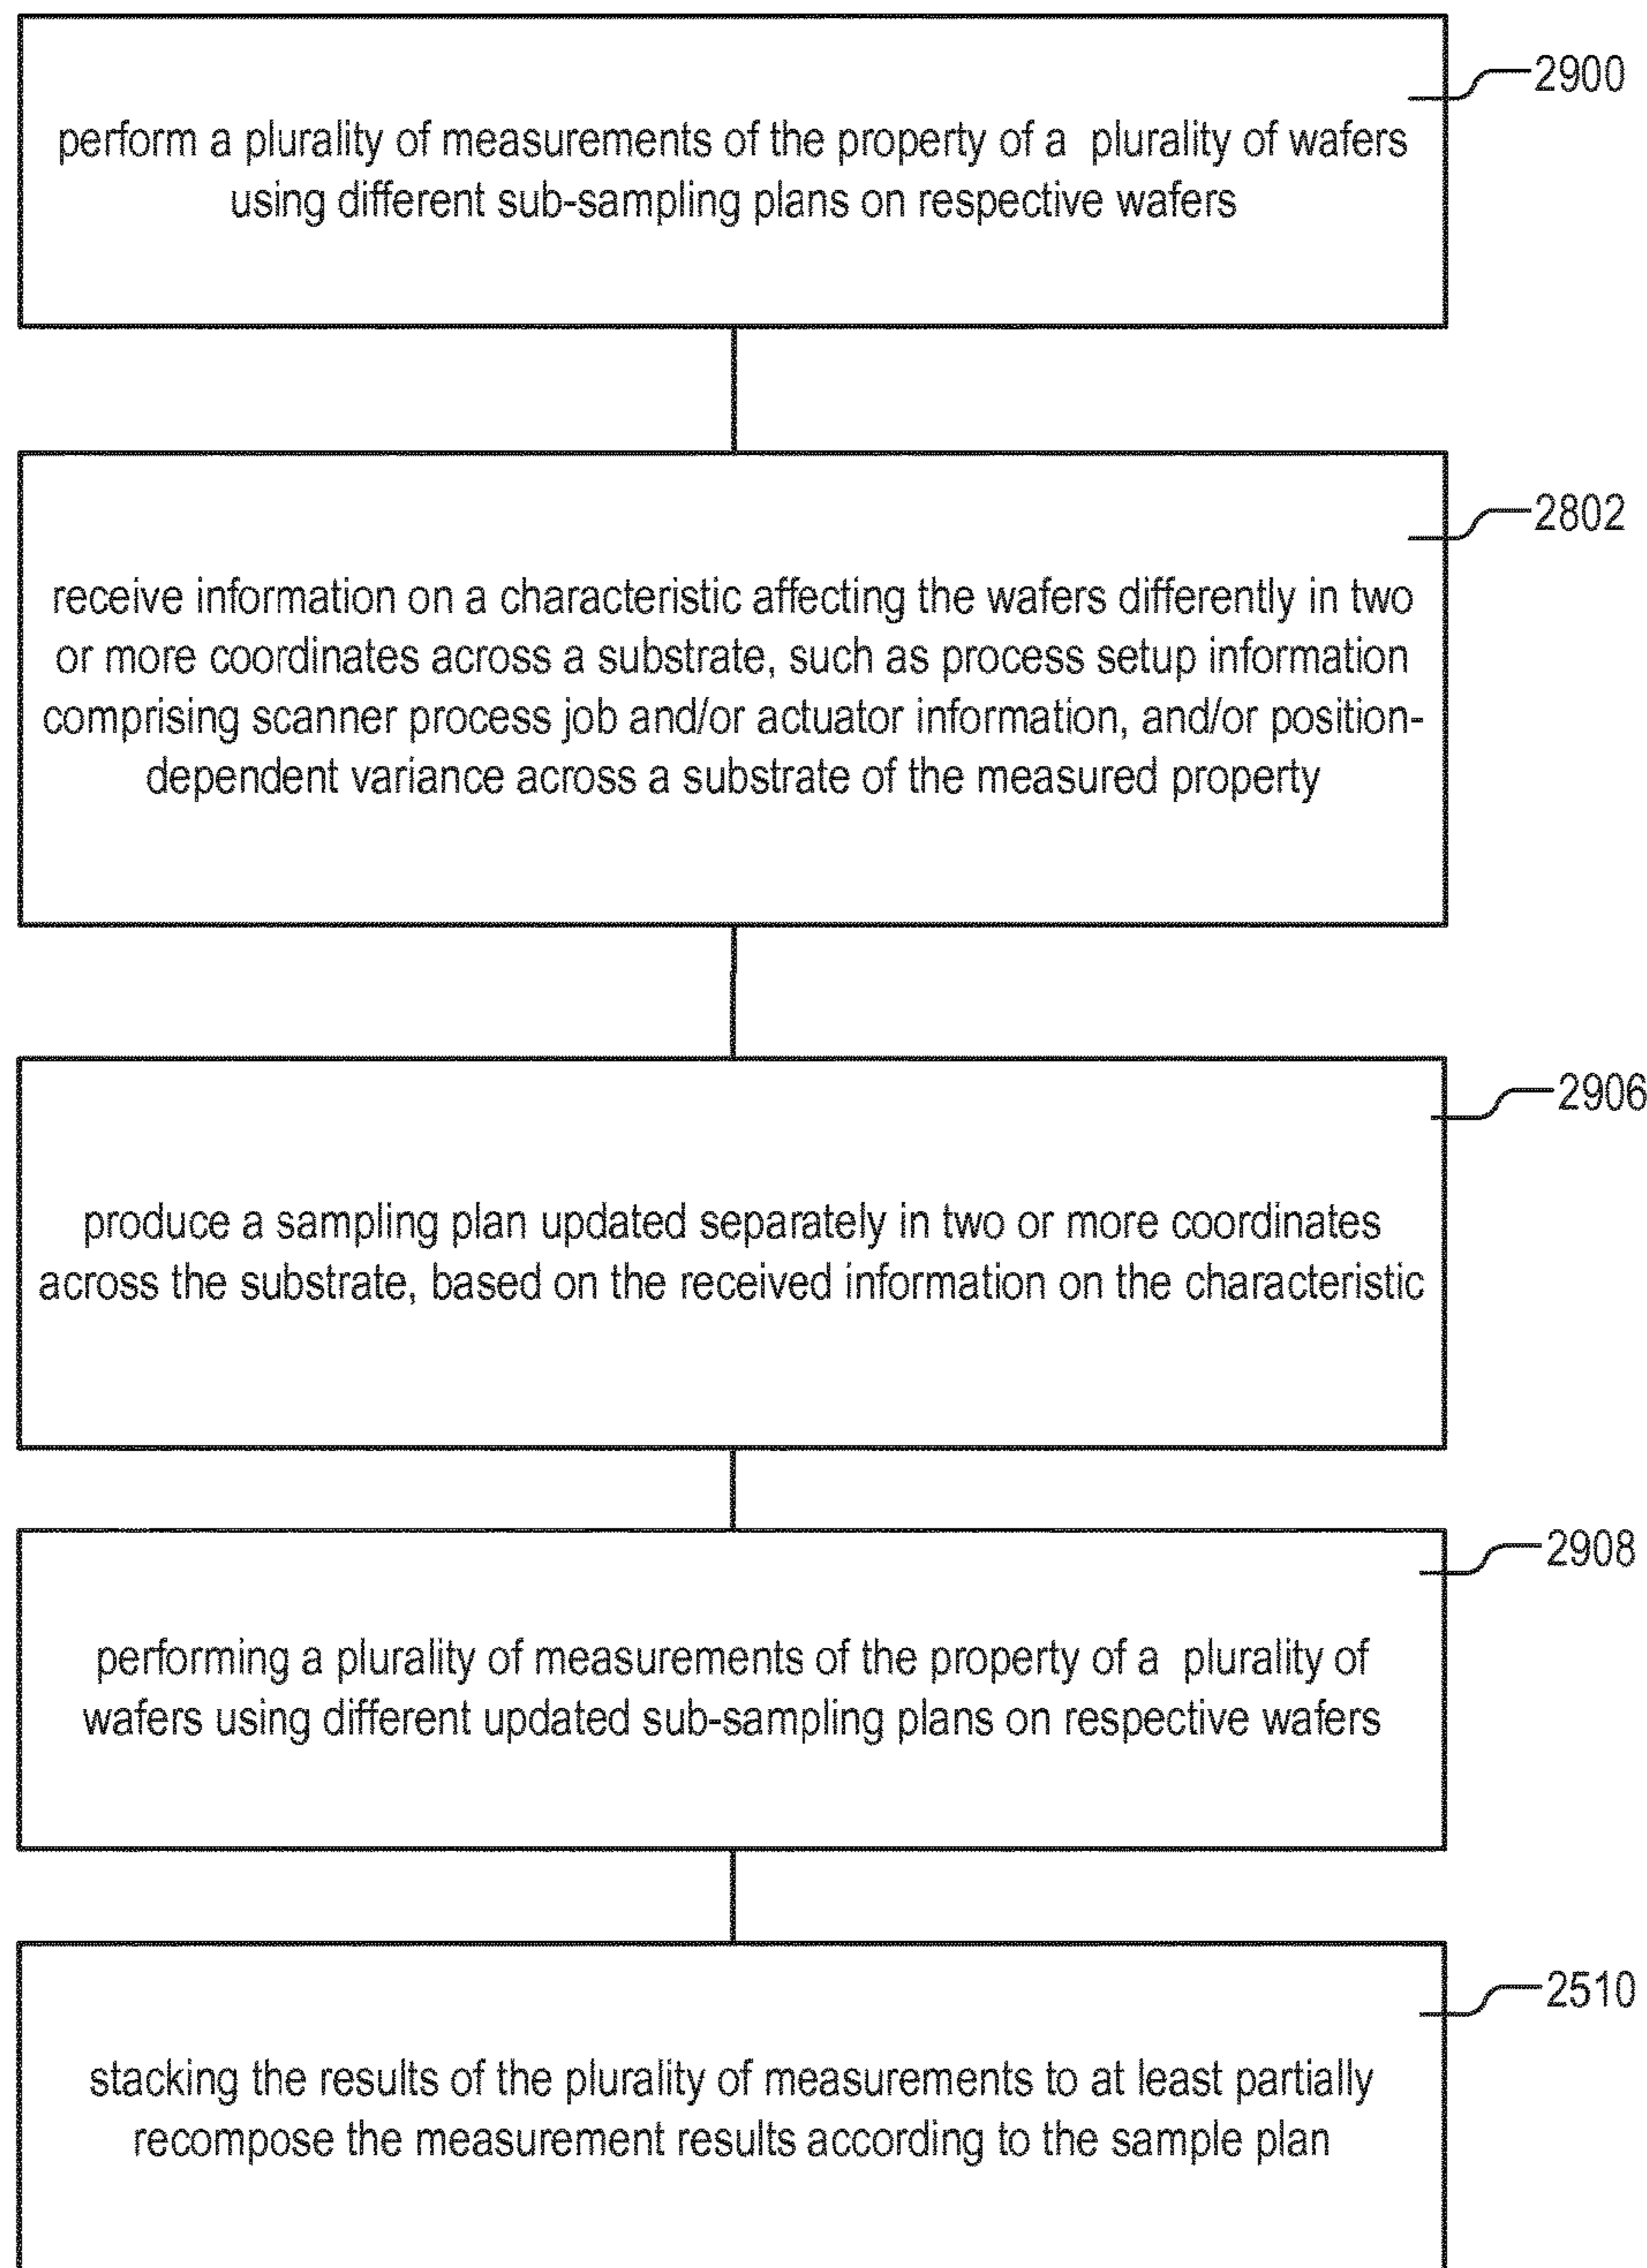 2900
perform a plurality of measurements of the property of a plurality of wafers
using different sub-sampling plans on respective wafers
2802
receive information on a characteristic affecting the wafers differently in two
or more coordinates across a substrate, such as process setup information
comprising scanner process job and/or actuator information, and/or position-
dependent variance across a substrate of the measured property
2906
produce a sampling plan updated separately in two or more coordinates
across the substrate, based on the received information on the characteristic
2908
performing a plurality of measurements of the property of a plurality of
wafers using different updated sub-sampling plans on respective wafers
2510
stacking the results of the plurality of measurements to at least partially
recompose the measurement results according to the sample plan